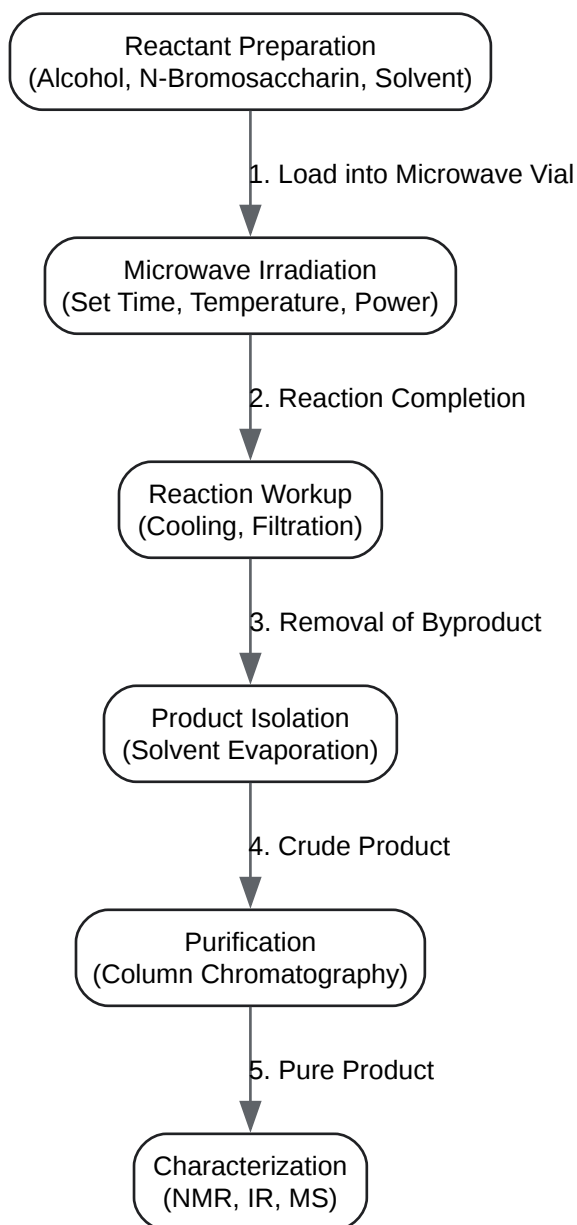 Reactant Preparation
(Alcohol, N-Bromosaccharin, Solvent)
1. Load into Microwave Vial
Microwave Irradiation
(Set Time, Temperature, Power)
2. Reaction Completion
Reaction Workup
(Cooling, Filtration)
3. Removal of Byproduct
Product Isolation
(Solvent Evaporation)
4. Crude Product
Purification
(Column Chromatography)
5. Pure Product
Characterization
(NMR, IR, MS)